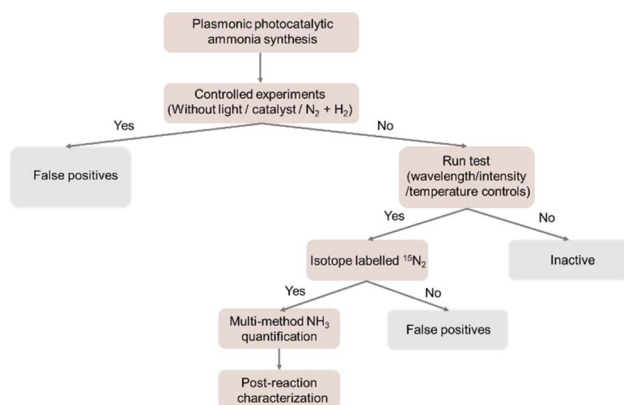 Plasmonic photocatalytic
ammonia synthesis
Controlled experiments
(Without light / catalyst / N₂ + H₂)
Yes
No
False positives
Run test
(wavelength/intensity
/temperature controls)
Yes
No
Isotope labelled ¹⁵N₂
Inactive
Yes
No
Multi-method NH₃
quantification
False positives
Post-reaction
characterization